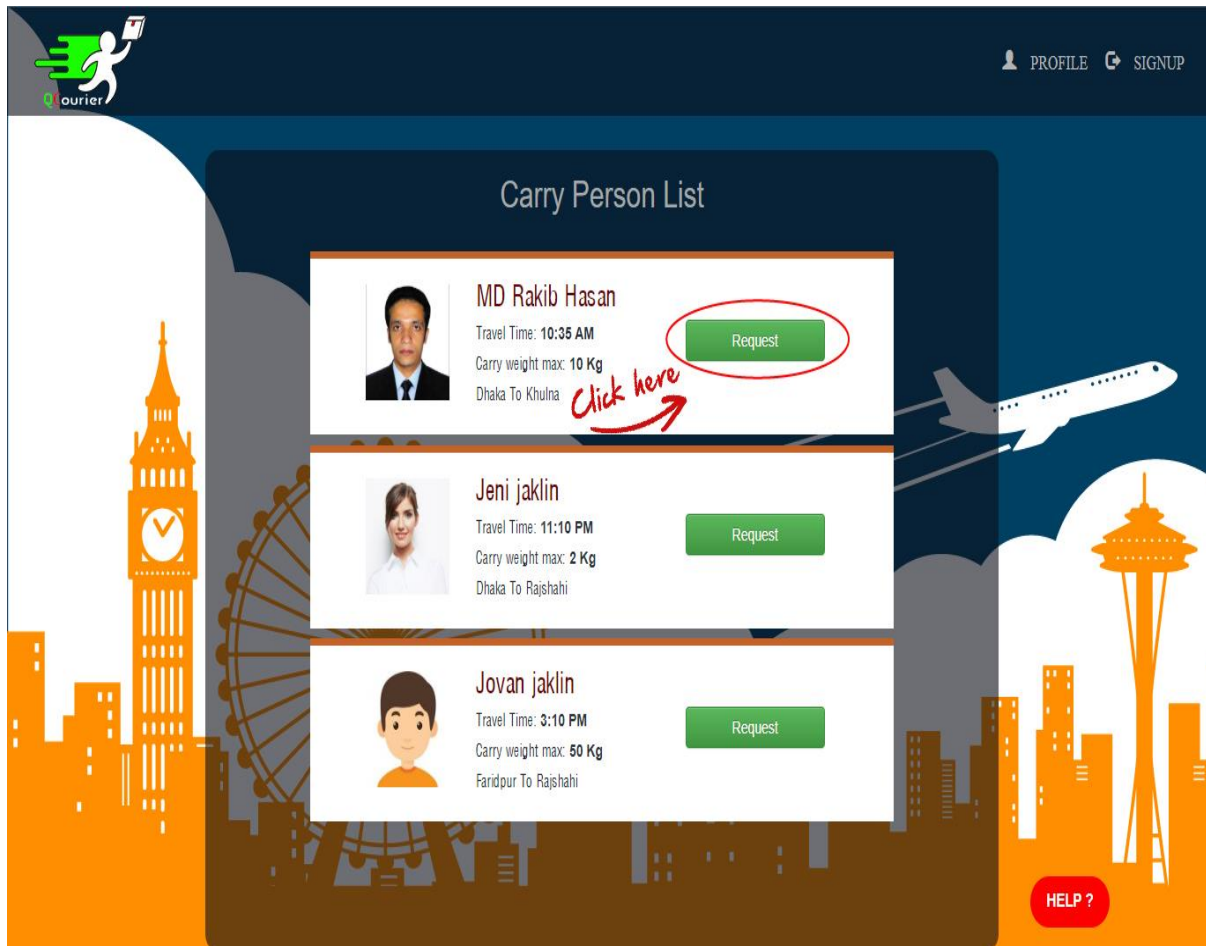 QCourier
PROFILE SIGNUP
Carry Person List
MD Rakib Hasan
Travel Time: 10:35 AM
Carry weight max: 10 Kg
Dhaka To Khulna
Request
Click here
Jeni jaklin
Travel Time: 11:10 PM
Carry weight max: 2 Kg
Dhaka To Rajshahi
Request
Jovan jaklin
Travel Time: 3:10 PM
Carry weight max: 50 Kg
Faridpur To Rajshahi
Request
HELP ?